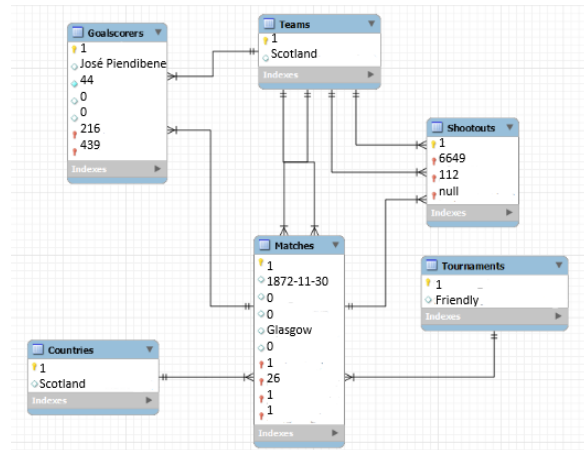 Goalscorers
1
José Piendibene
44
0
0
216
439
Indexes
Teams
1
Scotland
Indexes
Shootouts
1
6649
112
null
Indexes
Matches
1
1872-11-30
0
0
Glasgow
0
1
26
1
1
Indexes
Tournaments
1
Friendly
Indexes
Countries
1
Scotland
Indexes